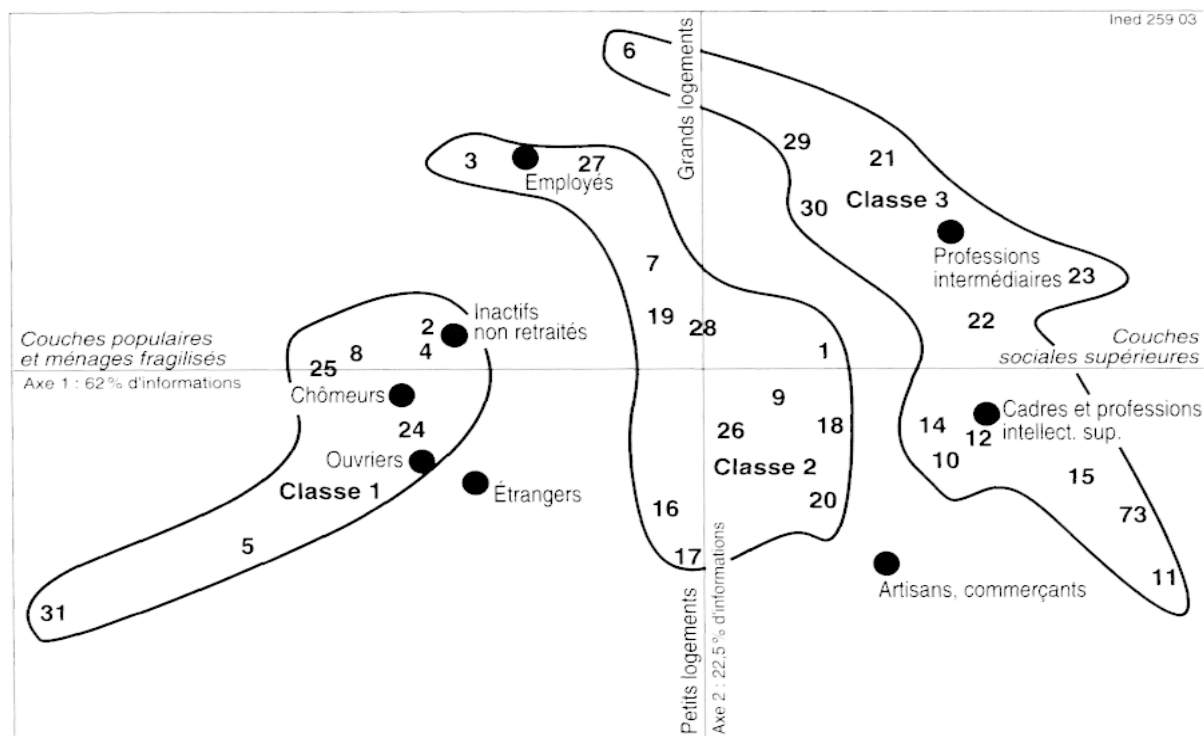 Ined 259 03
Grands logements
6
29
21
3
27
Employés
Classe 3
30
Professions
intermédiaires
7
23
Inactifs
non retraités
2
19
28
22
Couches populaires
et ménages fragilisés
8
4
1
Couches
sociales supérieures
25
Axe 1 : 62 % d'informations
Chômeurs
9
Cadres et professions
intellect. sup.
24
26
18
14
12
Ouvriers
10
Classe 2
15
Classe 1
Étrangers
16
20
73
5
17
11
Artisans, commerçants
31
Petits logements
Axe 2 : 22,5 % d'informations